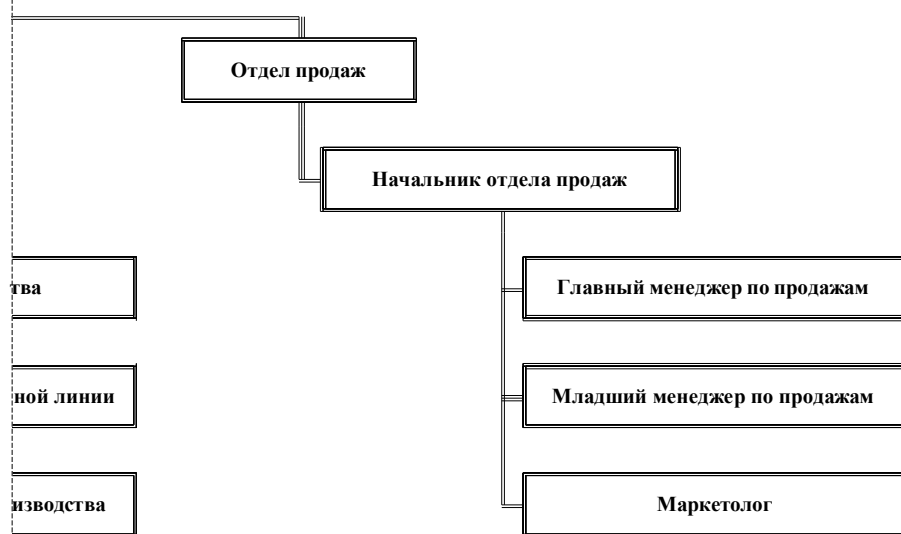 Отдел продаж
Начальник отдела продаж
тва
Главный менеджер по продажам
ной линии
Младший менеджер по продажам
изводства
Маркетолог